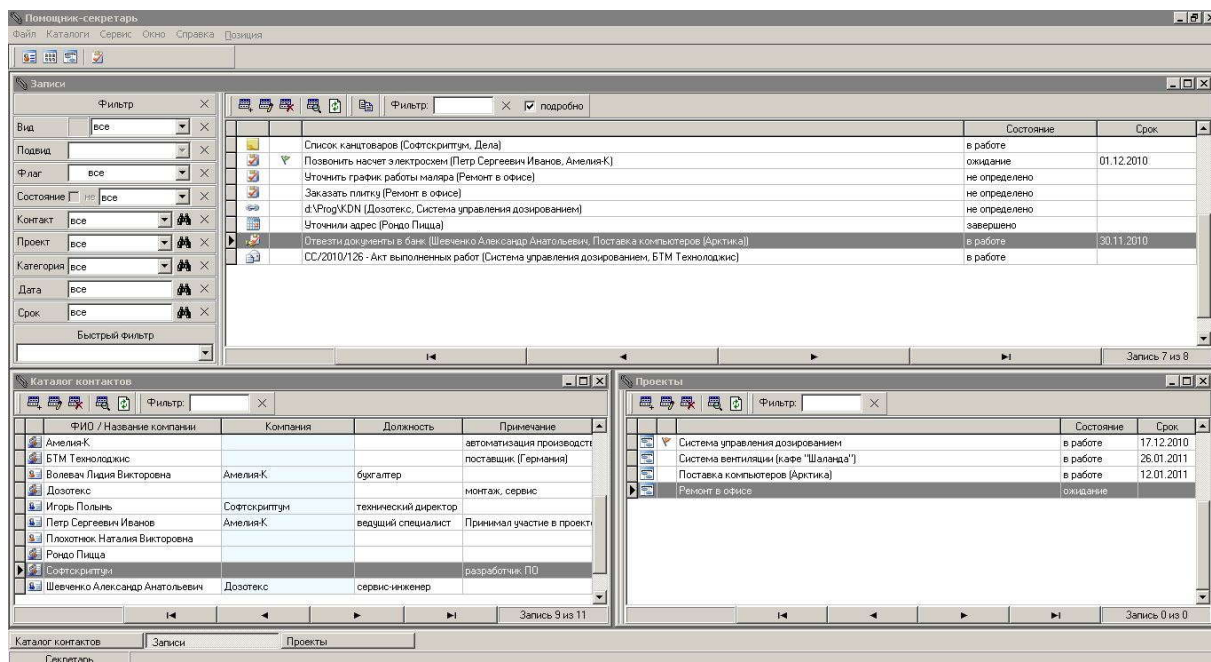 Помощник-секретарь
Файл Каталоги Сервис Окно Справка Позиция
Записи
Фильтр
Фильтр: подробно
Вид все
Подвид
Флаг все
Состояние не все
Контакт все
Проект все
Категория все
Дата все
Срок все
Быстрый фильтр
Состояние Срок
Список канцтоваров (Софтскриптум, Дела) в работе
Позвонить насчет электросхем (Петр Сергеевич Иванов, Амелия-К) ожидание 01.12.2010
Уточнить график работы маляра (Ремонт в офисе) не определено
Заказать плитку (Ремонт в офисе) не определено
d:\Prog\KDN (Дозотекс, Система управления дозированием) не определено
Уточнили адрес (Рондо Пицца) завершено
Отвезти документы в банк (Шевченко Александр Анатольевич, Поставка компьютеров (Арктика)) в работе 30.11.2010
СС/2010/126 - Акт выполненных работ (Система управления дозированием, БТМ Технолоджис) в работе
Запись 7 из 8
Каталог контактов
Фильтр:
ФИО / Название компании Компания Должность Примечание
Амелия-К автоматизация производств
БТМ Технолоджис поставщик (Германия)
Волевач Лидия Викторовна Амелия-К бухгалтер
Дозотекс монтаж, сервис
Игорь Полынь Софтскриптум технический директор
Петр Сергеевич Иванов Амелия-К ведущий специалист Принимал участие в проект
Плохотнюк Наталия Викторовна
Рондо Пицца
Софтскриптум разработчик ПО
Шевченко Александр Анатольевич Дозотекс сервис-инженер
Запись 9 из 11
Проекты
Фильтр:
Состояние Срок
Система управления дозированием в работе 17.12.2010
Система вентиляции (кафе "Шаланда") в работе 26.01.2011
Поставка компьютеров (Арктика) в работе 12.01.2011
Ремонт в офисе ожидание
Запись 0 из 0
Каталог контактов Записи Проекты
Секретарь